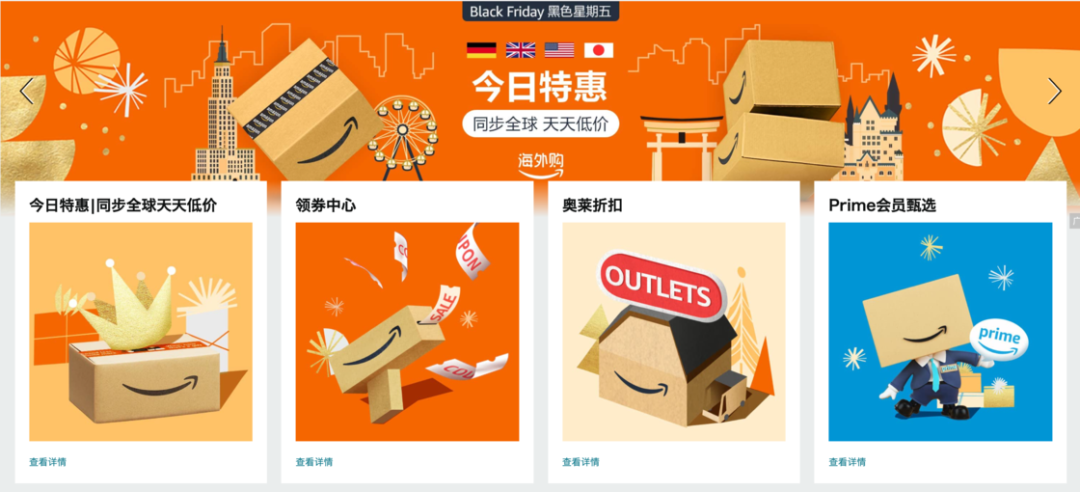 Black Friday 黑色星期五
今日特惠
同步全球 天天低价
海外购
今日特惠|同步全球天天低价
领券中心
奥莱折扣
Prime会员甄选
COUPON
SALE
OUTLETS
prime
查看详情
查看详情
查看详情
查看详情